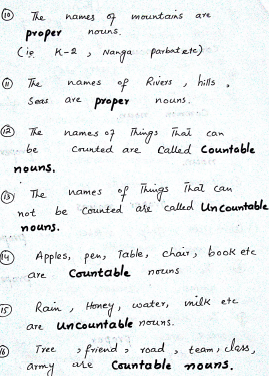 ⑩ The names of mountains are
proper nouns.
(ie K-2, Nanga parbat etc)
⑪ The names of Rivers, hills,
Seas are proper nouns.
⑫ The names of Things That can
be Counted are Called Countable
nouns.
⑬ The names of Things That can
not be Counted are called Uncountable
nouns.
⑭ Apples, pen, Table, chair, book etc
are Countable nouns
⑮ Rain, Honey, water, milk etc
are Uncountable nouns.
⑯ Tree, friend, road, team, class,
army are Countable nouns.